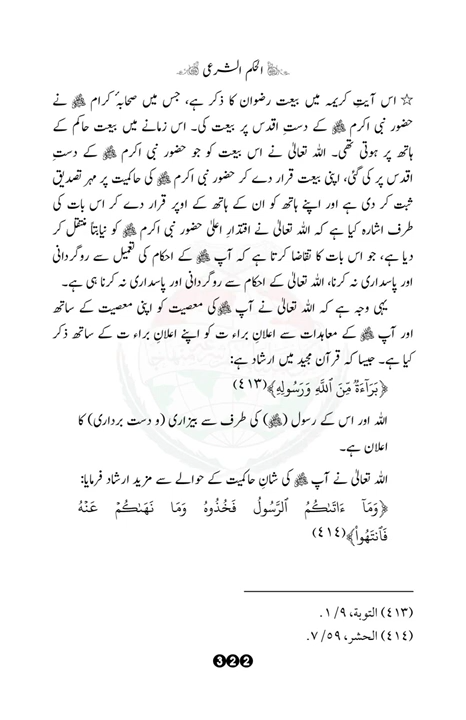 الحکم الشرعی
☆ اس آیتِ کریمہ میں بیعت رضوان کا ذکر ہے، جس میں صحابۂ کرام ﷺ نے
حضور نبی اکرم ﷺ کے دستِ اقدس پر بیعت کی۔ اس زمانے میں بیعت حاکم کے
ہاتھ پر ہوتی تھی۔ اللہ تعالیٰ نے اس بیعت کو جو حضور نبی اکرم ﷺ کے دستِ
اقدس پر کی گئی، اپنی بیعت قرار دے کر حضور نبی اکرم ﷺ کی حاکمیت پر مہر تصدیق
ثبت کر دی ہے اور اپنے ہاتھ کو ان کے ہاتھ کے اوپر قرار دے کر اس بات کی
طرف اشارہ کیا ہے کہ اللہ تعالیٰ نے اقتدارِ اعلیٰ حضور نبی اکرم ﷺ کو نیابتاً منتقل کر
دیا ہے، جو اس بات کا تقاضا کرتا ہے کہ آپ ﷺ کے احکام کی تعمیل سے روگردانی
اور پاسداری نہ کرنا، اللہ تعالیٰ کے احکام سے روگردانی اور پاسداری نہ کرنا ہی ہے۔
یہی وجہ ہے کہ اللہ تعالیٰ نے آپ ﷺ کی معصیت کو اپنی معصیت کے ساتھ
اور آپ ﷺ کے معاہدات سے اعلانِ براء ت کو اپنے اعلانِ براء ت کے ساتھ ذکر
کیا ہے۔ جیسا کہ قرآن مجید میں ارشاد ہے:
﴿بَرَآءَةٌ مِّنَ ٱللَّهِ وَرَسُولِهِۦ﴾(٤١٣)
اللہ اور اس کے رسول (ﷺ) کی طرف سے بیزاری (و دست برداری) کا
اعلان ہے۔
اللہ تعالیٰ نے آپ ﷺ کی شانِ حاکمیت کے حوالے سے مزید ارشاد فرمایا:
﴿وَمَآ ءَاتَىٰكُمُ ٱلرَّسُولُ فَخُذُوهُ وَمَا نَهَىٰكُمۡ عَنۡهُ
فَٱنتَهُواْ﴾(٤١٤)
(٤١٣) التوبة، ٩/ ١.
(٤١٤) الحشر، ٥٩/ ٧.
322